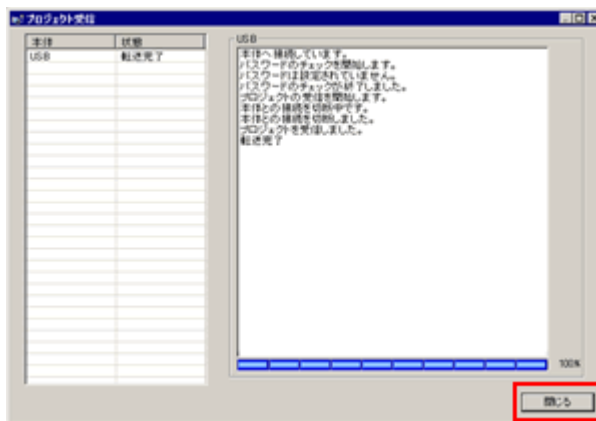 プロジェクト受信
本体 状態
USB 転送完了
USB
本体へ接続しています。
パスワードのチェックを開始します。
パスワードは設定されていません。
パスワードのチェックが終了しました。
プロジェクトの受信を開始します。
本体との接続を切断中です。
本体との接続を切断しました。
プロジェクトを受信しました。
転送完了
100%
閉じる